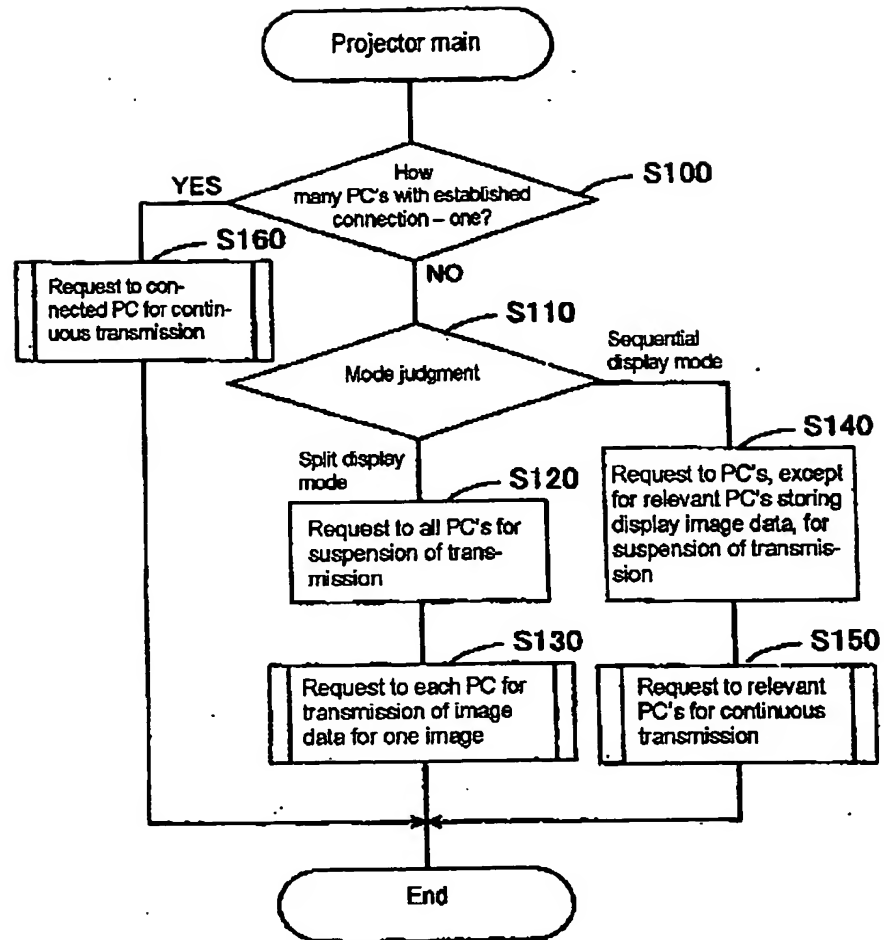 Projector main
How
many PC's with established
connection – one?
S100
YES
S160
Request to con-
nected PC for contin-
uous transmission
NO
S110
Mode judgment
Sequential
display mode
Split display
mode
S120
Request to all PC's for
suspension of trans-
mission
S140
Request to PC's, except
for relevant PC's storing
display image data, for
suspension of transmis-
sion
S130
Request to each PC for
transmission of image
data for one image
S150
Request to relevant
PC's for continuous
transmission
End